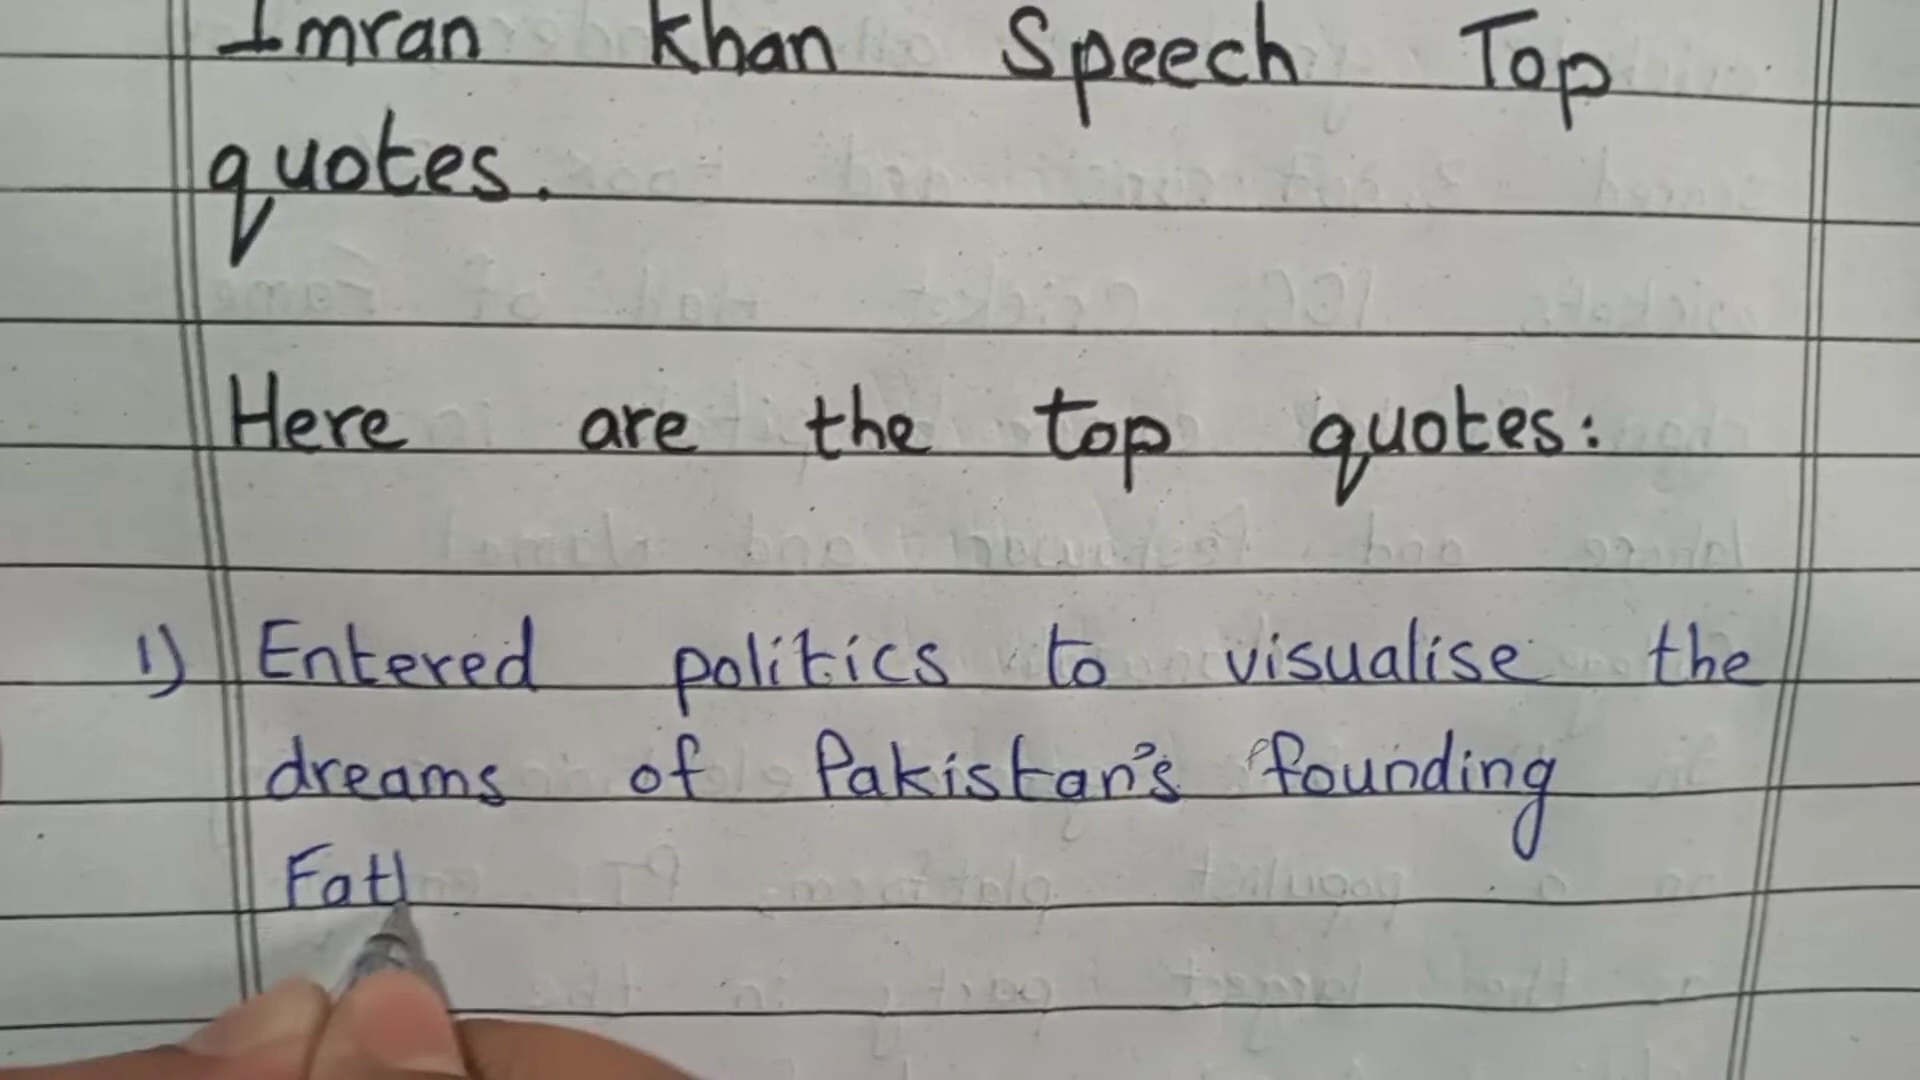 Imran Khan Speech Top
quotes.
Here are the top quotes:
1) Entered politics to visualise the
dreams of Pakistan's founding
Fath